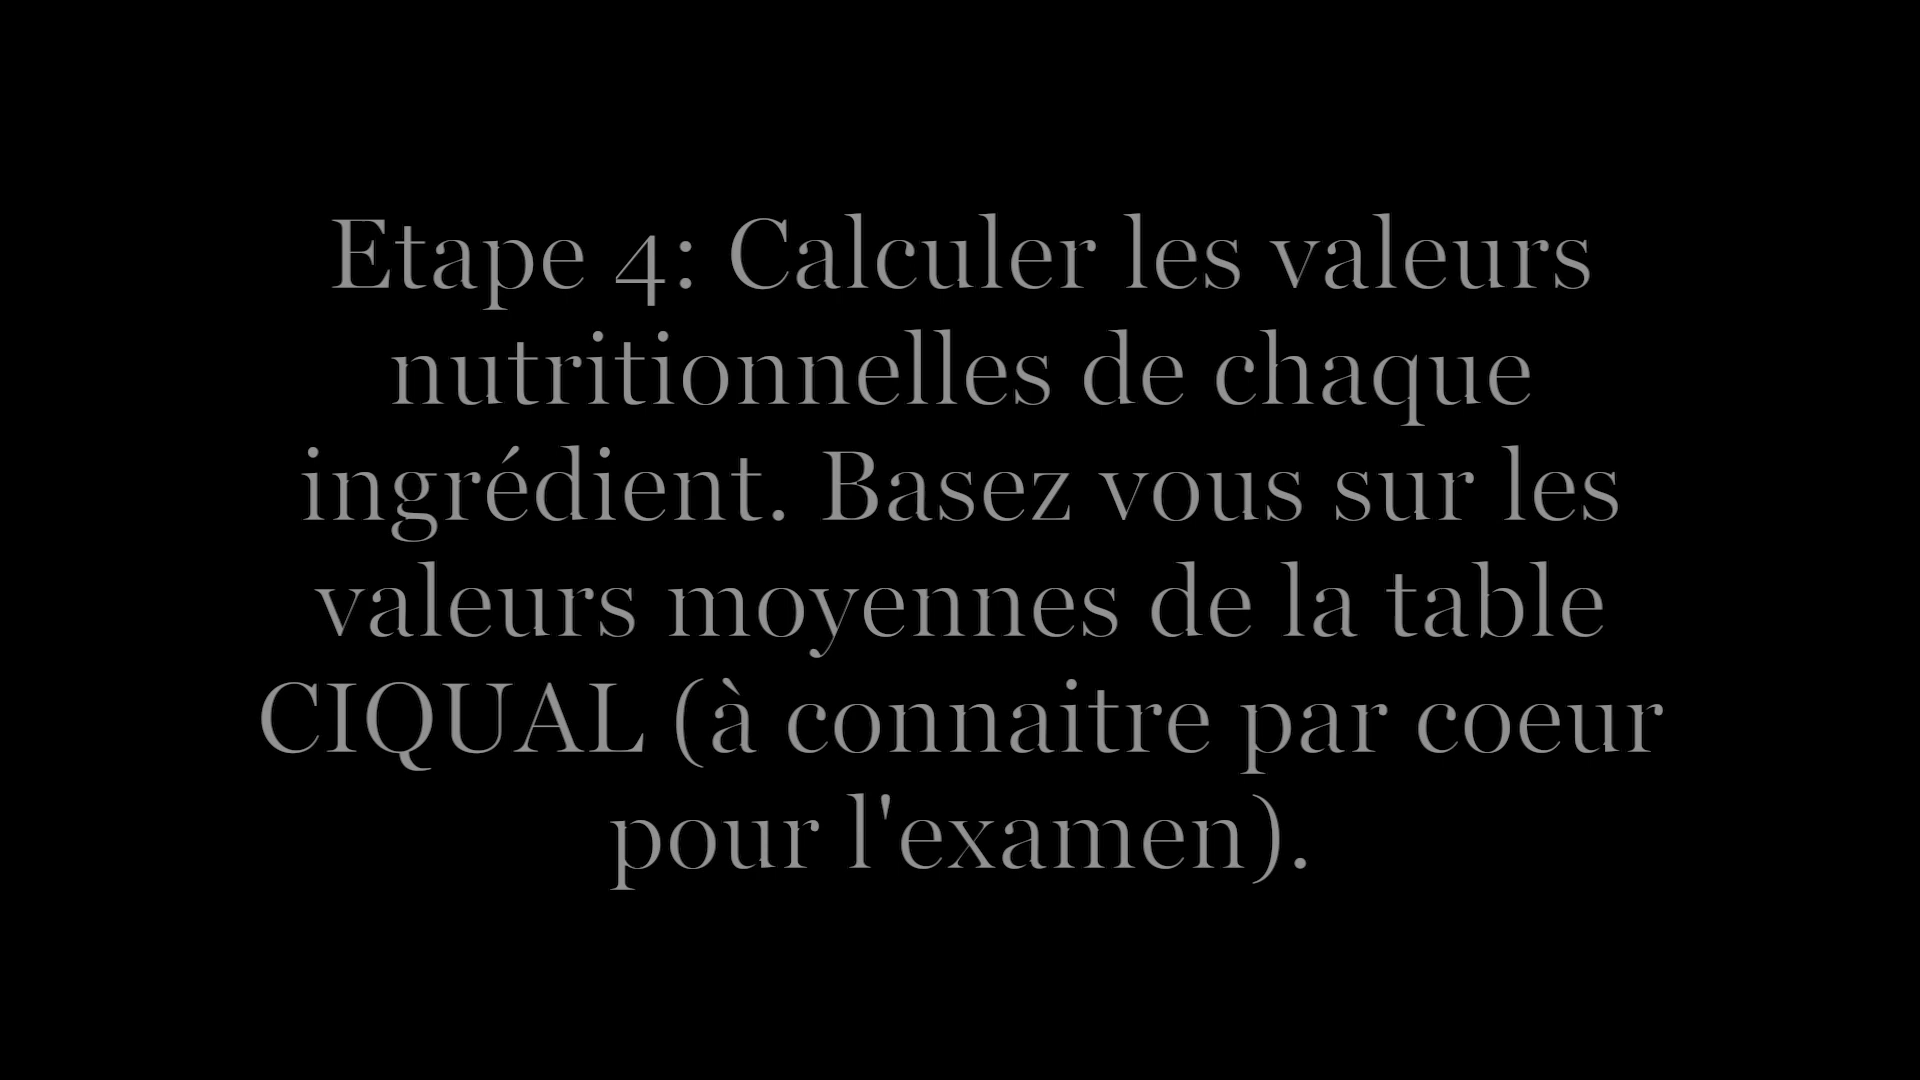 Etape 4: Calculer les valeurs
nutritionnelles de chaque
ingrédient. Basez vous sur les
valeurs moyennes de la table
CIQUAL (à connaitre par coeur
pour l'examen).